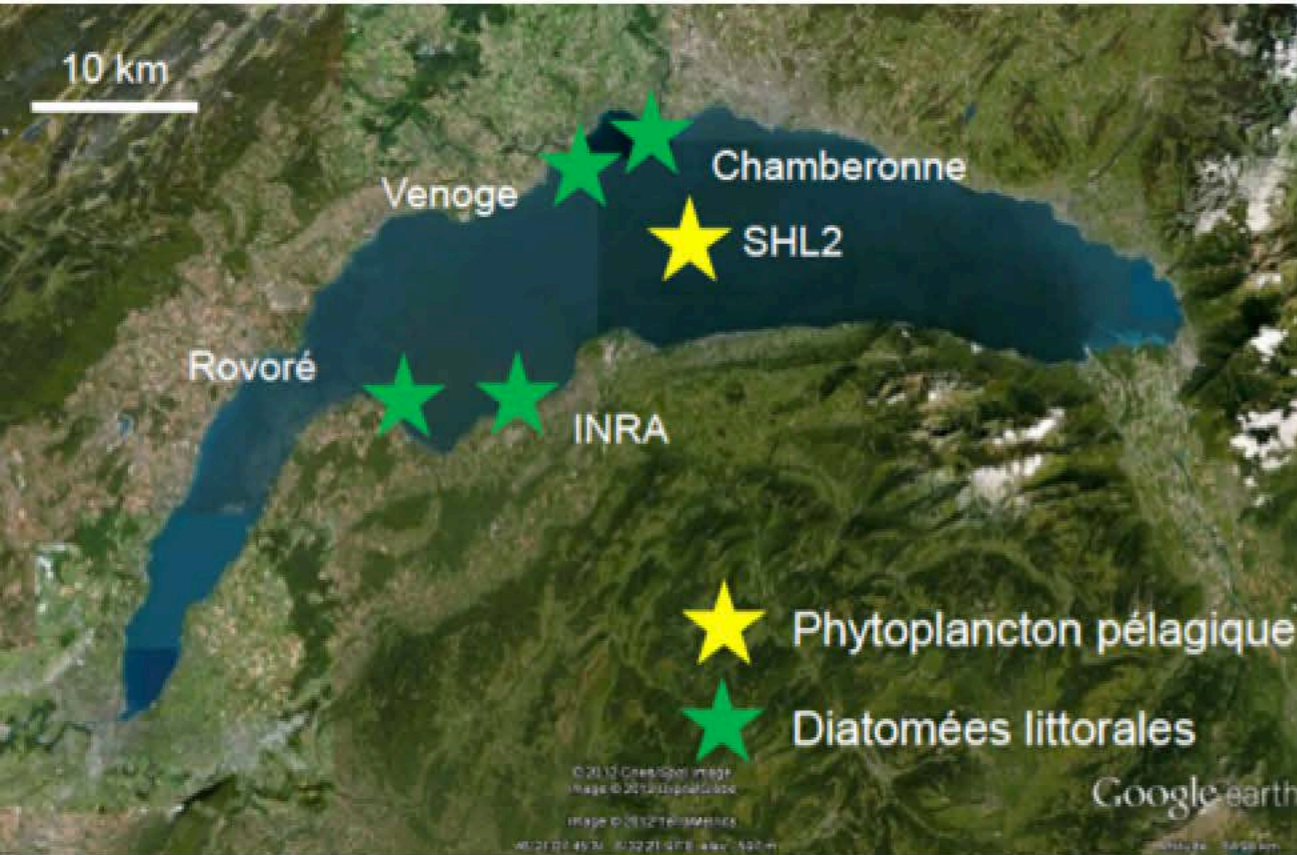 10 km
Chamberonne
Venoge
SHL2
Rovoré
INRA
Phytoplancton pélagique
Diatomées littorales
Google earth